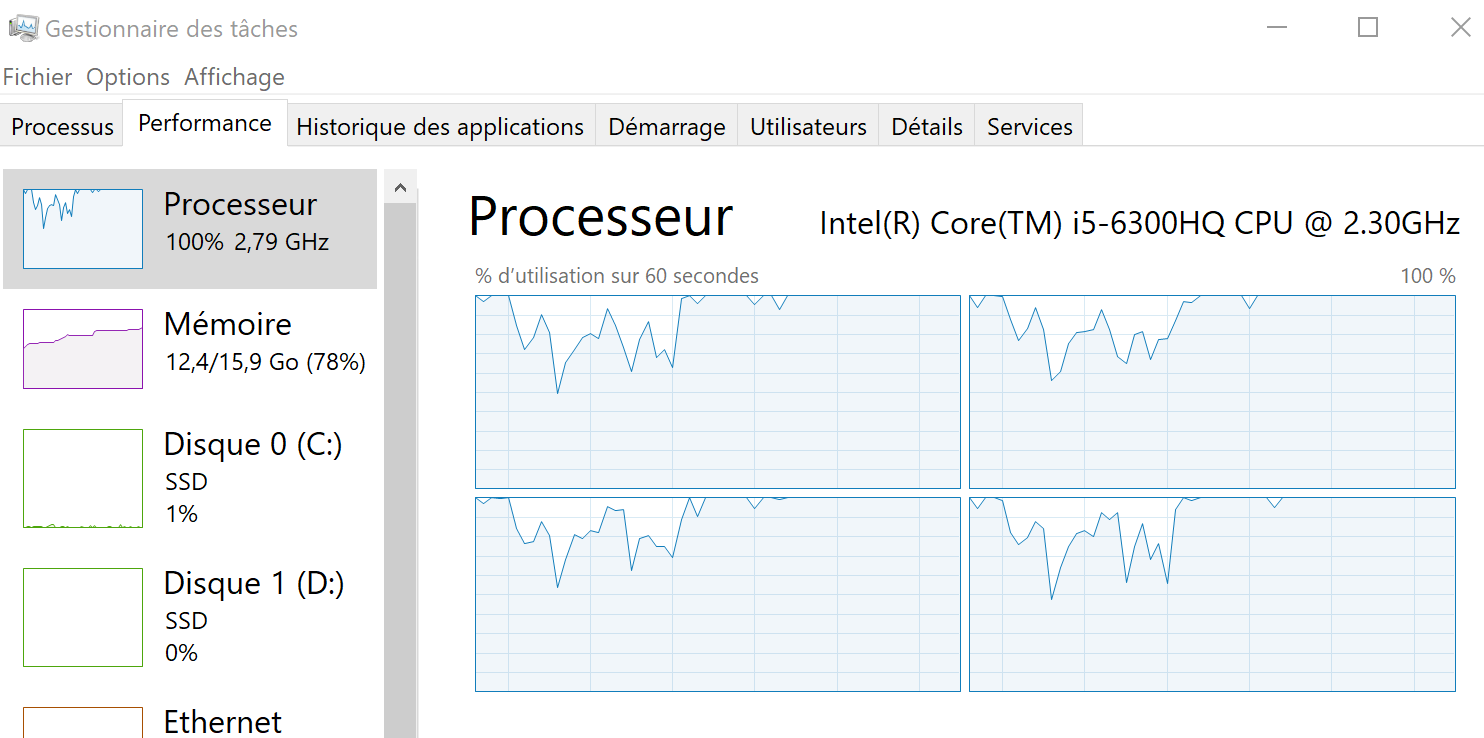 Gestionnaire des tâches
Fichier Options Affichage
Processus Performance Historique des applications Démarrage Utilisateurs Détails Services
Processeur
100% 2,79 GHz
Mémoire
12,4/15,9 Go (78%)
Disque 0 (C:)
SSD
1%
Disque 1 (D:)
SSD
0%
Ethernet
Processeur Intel(R) Core(TM) i5-6300HQ CPU @ 2.30GHz
% d’utilisation sur 60 secondes 100 %